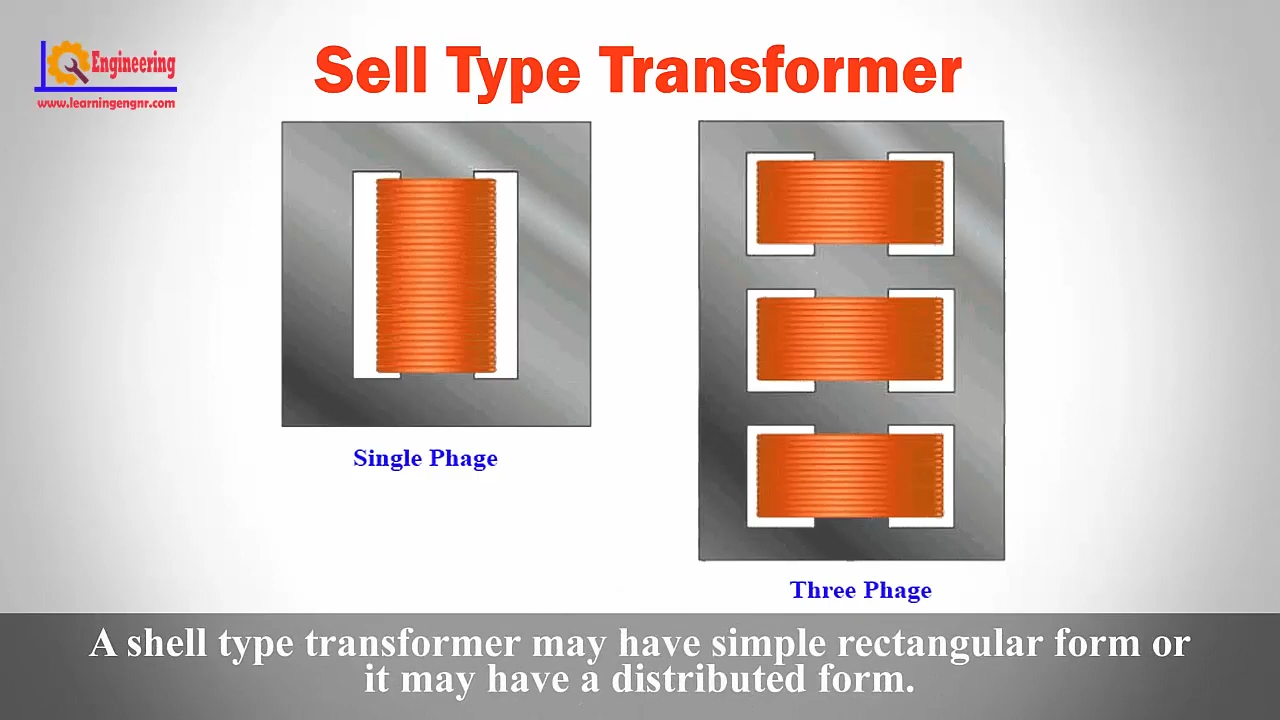 Engineering
www.learningengnr.com
Sell Type Transformer
Single Phage
Three Phage
A shell type transformer may have simple rectangular form or
it may have a distributed form.